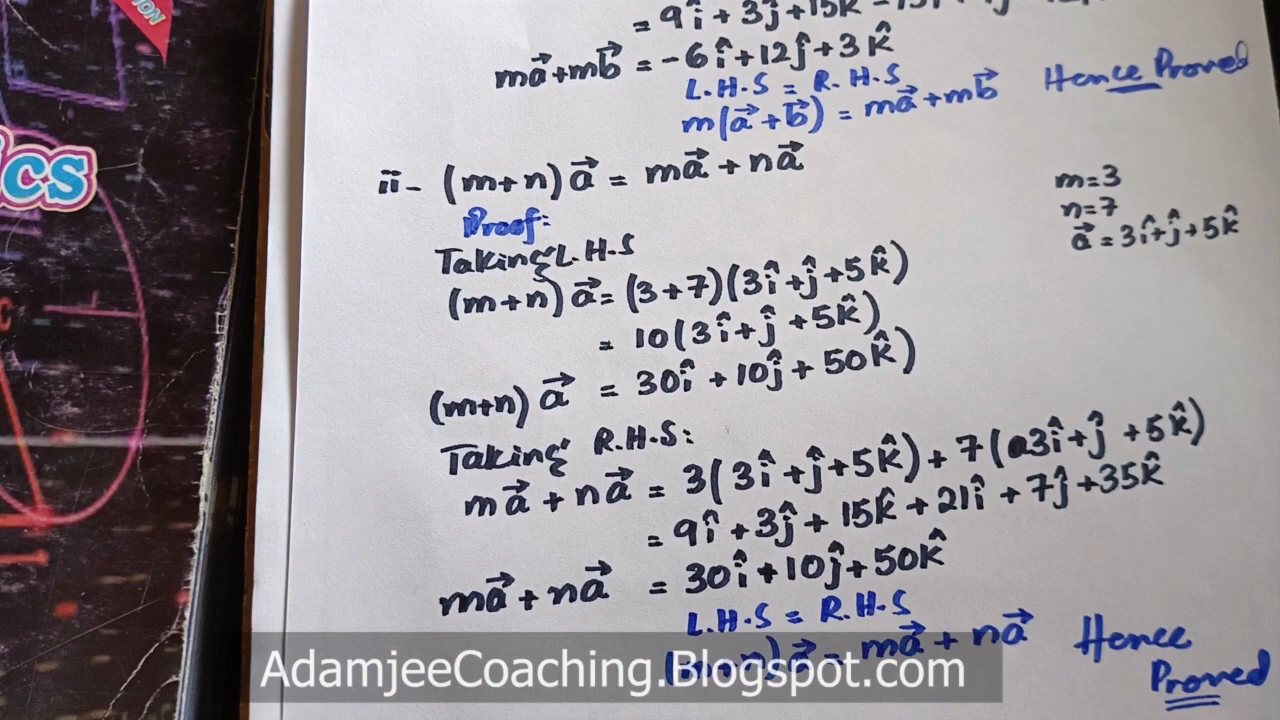 ION
ics
= 9î + 3ĵ + 15k̂
ma⃗ + mb⃗ = -6î + 12ĵ + 3k̂
L.H.S = R.H.S
m(a⃗ + b⃗) = ma⃗ + mb⃗ Hence Proved
ii- (m+n)a⃗ = ma⃗ + na⃗
Proof:
m=3
n=7
a⃗ = 3î+ĵ+5k̂
Taking L.H.S
(m+n)a⃗ = (3+7)(3î+ĵ+5k̂)
= 10(3î+ĵ+5k̂)
(m+n)a⃗ = 30î + 10ĵ + 50k̂)
Taking R.H.S:
ma⃗ + na⃗ = 3(3î+ĵ+5k̂) + 7(3î+ĵ+5k̂)
= 9î + 3ĵ + 15k̂ + 21î + 7ĵ + 35k̂
ma⃗ + na⃗ = 30î + 10ĵ + 50k̂
L.H.S = R.H.S
(m+n)a⃗ = ma⃗ + na⃗ Hence
Proved
AdamjeeCoaching.Blogspot.com